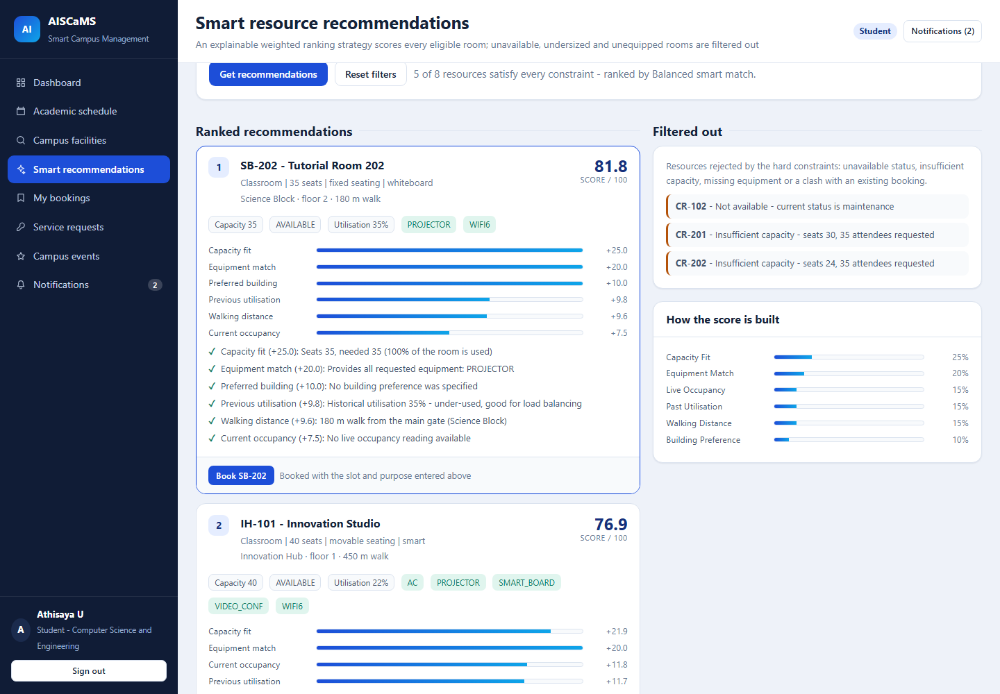 AI
AISCaMS
Smart Campus Management
Dashboard
Academic schedule
Campus facilities
Smart recommendations
My bookings
Service requests
Campus events
Notifications
2
A
Athisaya U
Student - Computer Science and
Engineering
Sign out
Smart resource recommendations
An explainable weighted ranking strategy scores every eligible room; unavailable, undersized and unequipped rooms are filtered out
Student
Notifications (2)
Get recommendations
Reset filters
5 of 8 resources satisfy every constraint - ranked by Balanced smart match.
Ranked recommendations
1
SB-202 - Tutorial Room 202
Classroom | 35 seats | fixed seating | whiteboard
Science Block · floor 2 · 180 m walk
81.8
SCORE / 100
Capacity 35
AVAILABLE
Utilisation 35%
PROJECTOR
WIFI6
Capacity fit +25.0
Equipment match +20.0
Preferred building +10.0
Previous utilisation +9.8
Walking distance +9.6
Current occupancy +7.5
✓ Capacity fit (+25.0): Seats 35, needed 35 (100% of the room is used)
✓ Equipment match (+20.0): Provides all requested equipment: PROJECTOR
✓ Preferred building (+10.0): No building preference was specified
✓ Previous utilisation (+9.8): Historical utilisation 35% - under-used, good for load balancing
✓ Walking distance (+9.6): 180 m walk from the main gate (Science Block)
✓ Current occupancy (+7.5): No live occupancy reading available
Book SB-202
Booked with the slot and purpose entered above
2
IH-101 - Innovation Studio
Classroom | 40 seats | movable seating | smart
Innovation Hub · floor 1 · 450 m walk
76.9
SCORE / 100
Capacity 40
AVAILABLE
Utilisation 22%
AC
PROJECTOR
SMART_BOARD
VIDEO_CONF
WIFI6
Capacity fit +21.9
Equipment match +20.0
Current occupancy +11.8
Previous utilisation +11.7
Filtered out
Resources rejected by the hard constraints: unavailable status, insufficient
capacity, missing equipment or a clash with an existing booking.
CR-102 - Not available - current status is maintenance
CR-201 - Insufficient capacity - seats 30, 35 attendees requested
CR-202 - Insufficient capacity - seats 24, 35 attendees requested
How the score is built
Capacity Fit 25%
Equipment Match 20%
Live Occupancy 15%
Past Utilisation 15%
Walking Distance 15%
Building Preference 10%